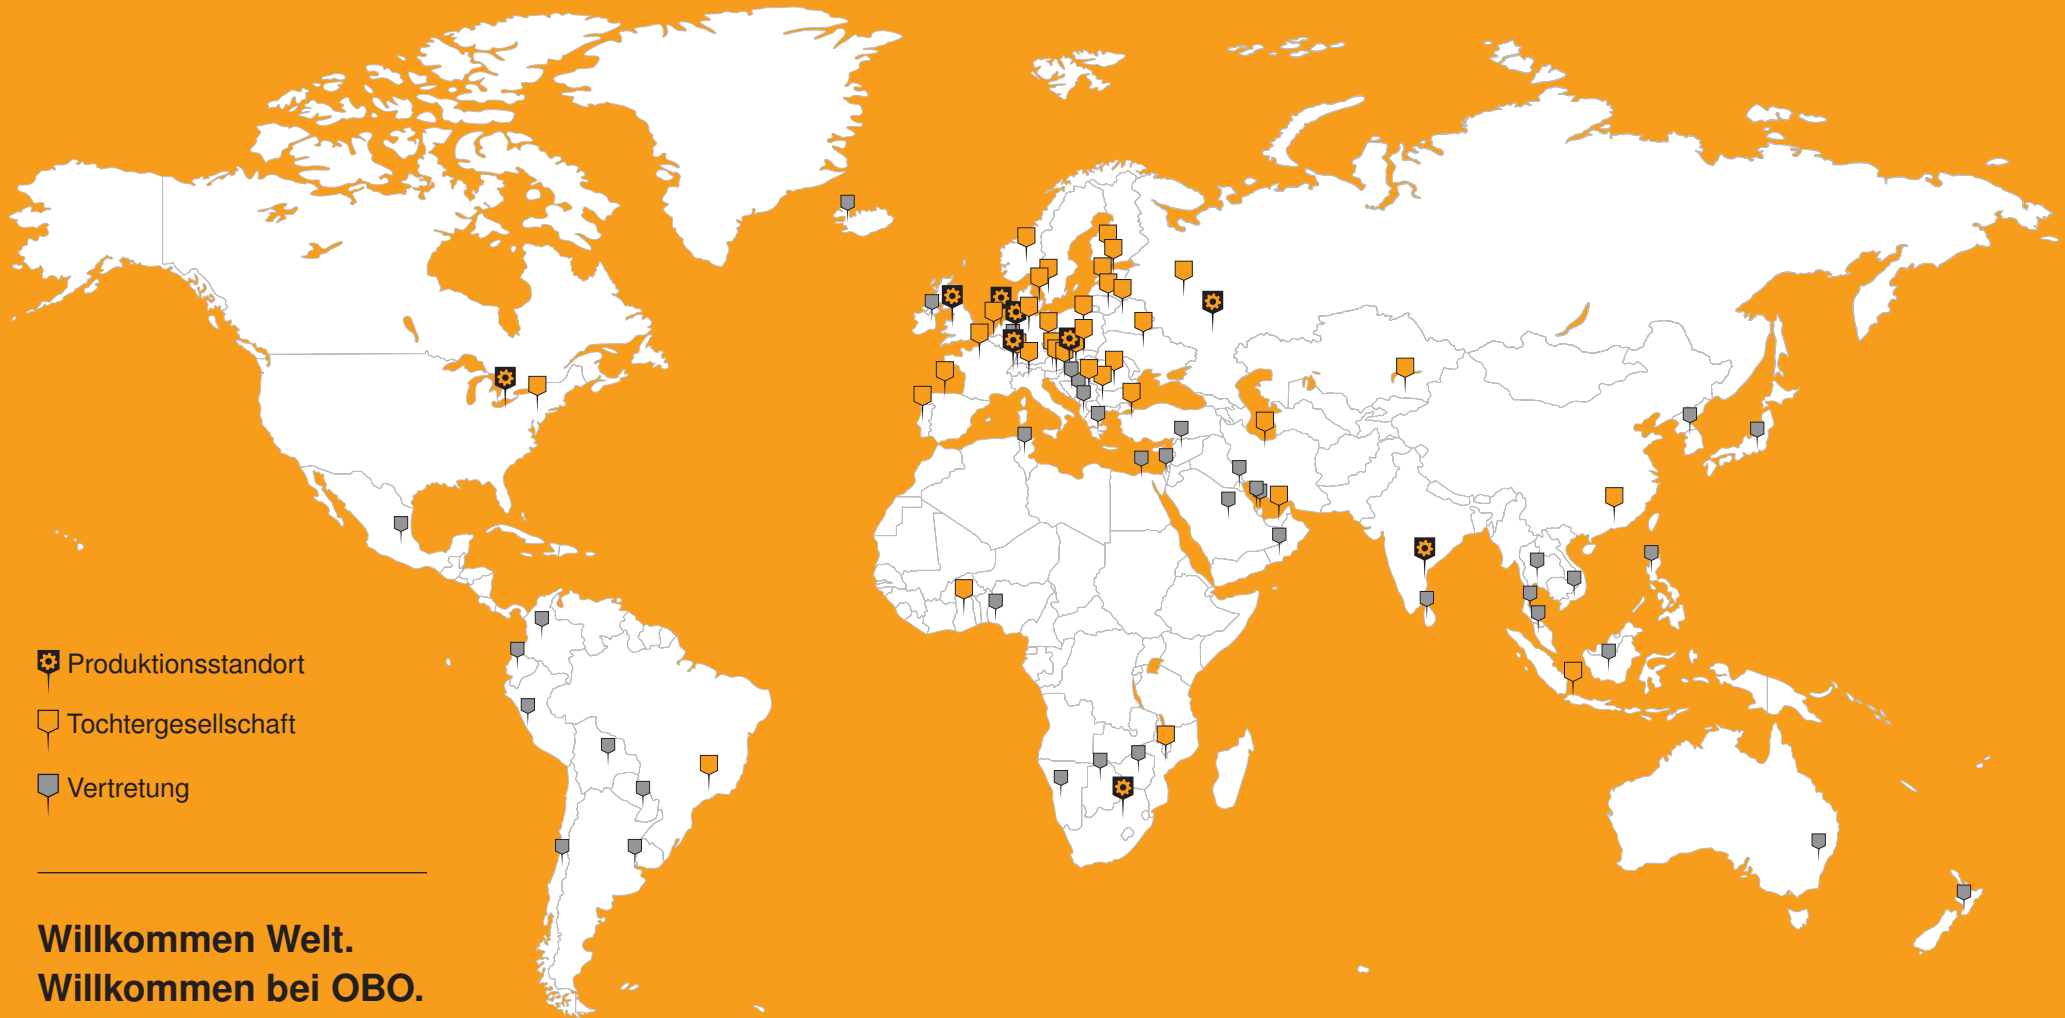 Produktionsstandort
Tochtergesellschaft
Vertretung
Willkommen Welt.
Willkommen bei OBO.